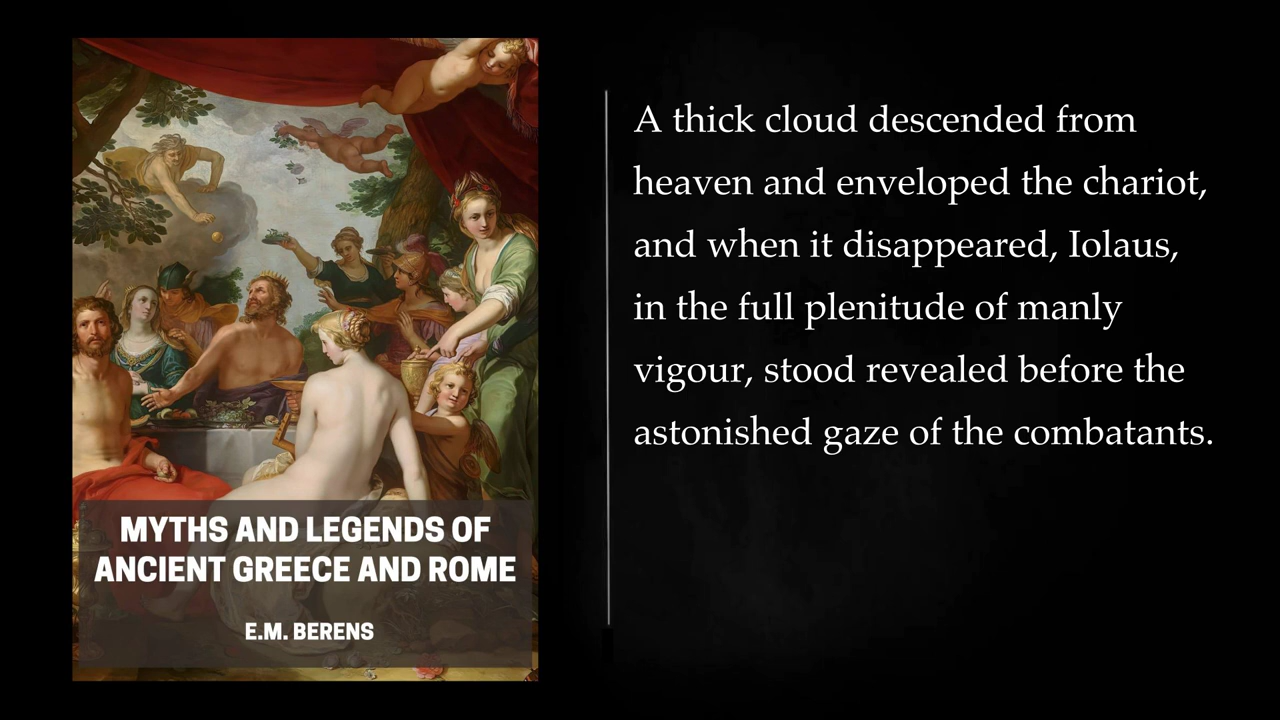 MYTHS AND LEGENDS OF
ANCIENT GREECE AND ROME
E.M. BERENS
A thick cloud descended from
heaven and enveloped the chariot,
and when it disappeared, Iolaus,
in the full plenitude of manly
vigour, stood revealed before the
astonished gaze of the combatants.